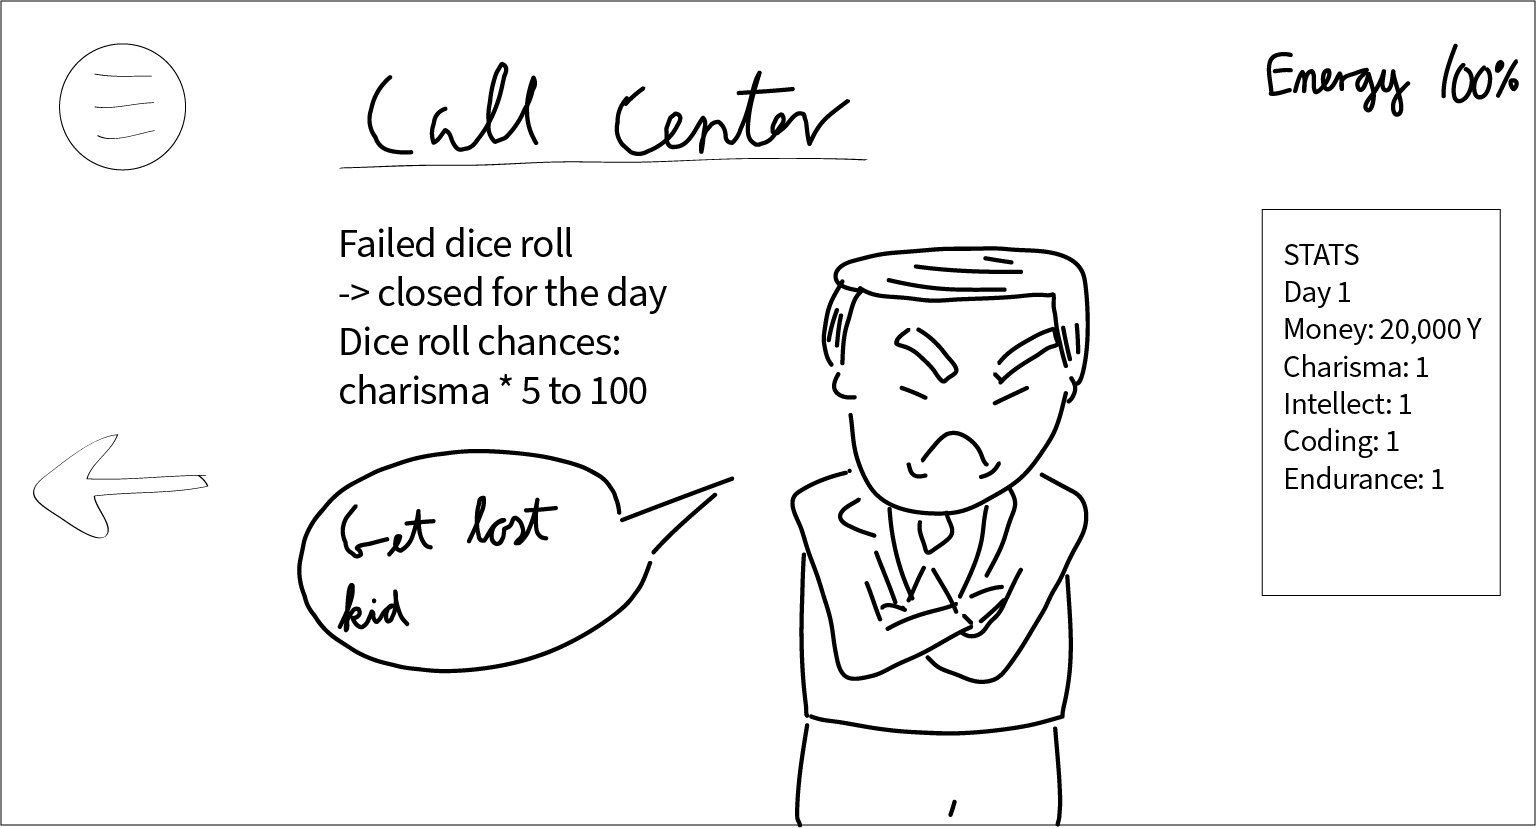 Call Center
Energy 100%
Failed dice roll
-> closed for the day
Dice roll chances:
charisma * 5 to 100
Get lost
kid
STATS
Day 1
Money: 20,000 Y
Charisma: 1
Intellect: 1
Coding: 1
Endurance: 1